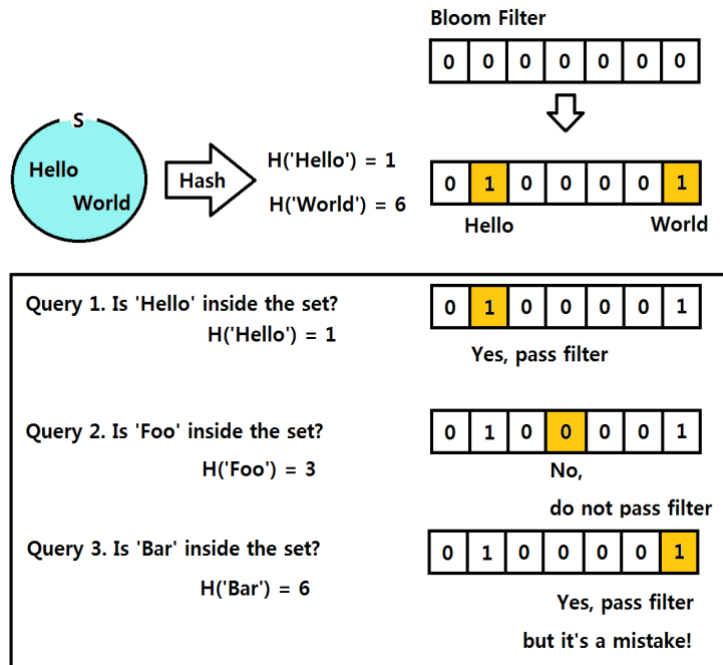 Bloom Filter
0 0 0 0 0 0 0
S
Hello
World
Hash
H('Hello') = 1
H('World') = 6
0 1 0 0 0 0 1
Hello World
Query 1. Is 'Hello' inside the set?
H('Hello') = 1
0 1 0 0 0 0 1
Yes, pass filter
Query 2. Is 'Foo' inside the set?
H('Foo') = 3
0 1 0 0 0 0 1
No,
do not pass filter
Query 3. Is 'Bar' inside the set?
H('Bar') = 6
0 1 0 0 0 0 1
Yes, pass filter
but it's a mistake!